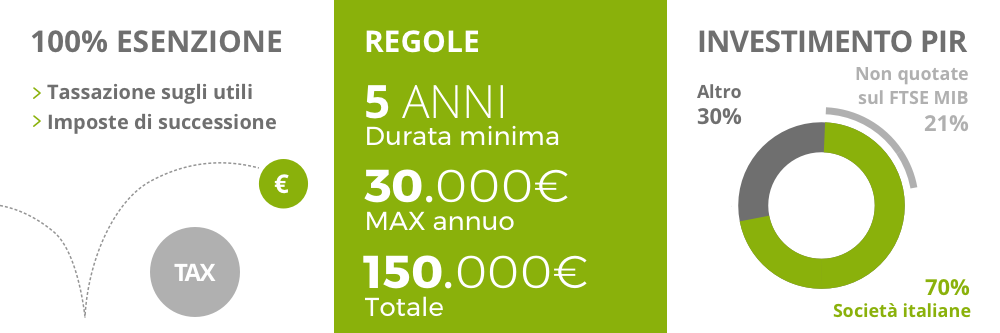 100% ESENZIONE
> Tassazione sugli utili
> Imposte di successione
€
TAX
REGOLE
5 ANNI
Durata minima
30.000€
MAX annuo
150.000€
Totale
INVESTIMENTO PIR
Altro
30%
Non quotate
sul FTSE MIB
21%
70%
Società italiane